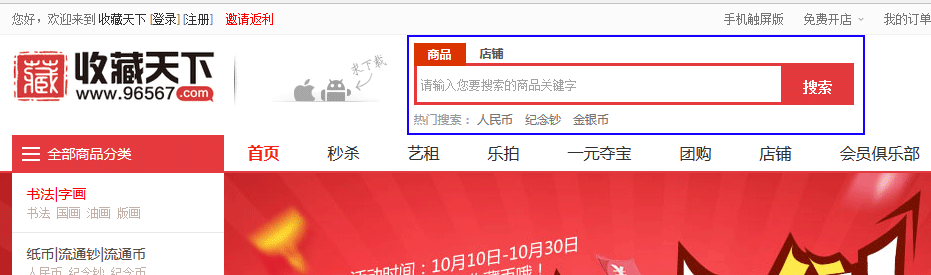 您好，欢迎来到 收藏天下 [登录] [注册] 邀请返利 手机触屏版 免费开店 我的订单
藏 收藏天下
www.96567.com
求下载
商品 店铺
请输入您要搜索的商品关键字 搜索
热门搜索： 人民币 纪念钞 金银币
全部商品分类 首页 秒杀 艺租 乐拍 一元夺宝 团购 店铺 会员俱乐部
书法|字画
书法 国画 油画 版画
纸币|流通钞|流通币
人民币 纪念钞 纪念币
活动时间：10月10日-10月30日